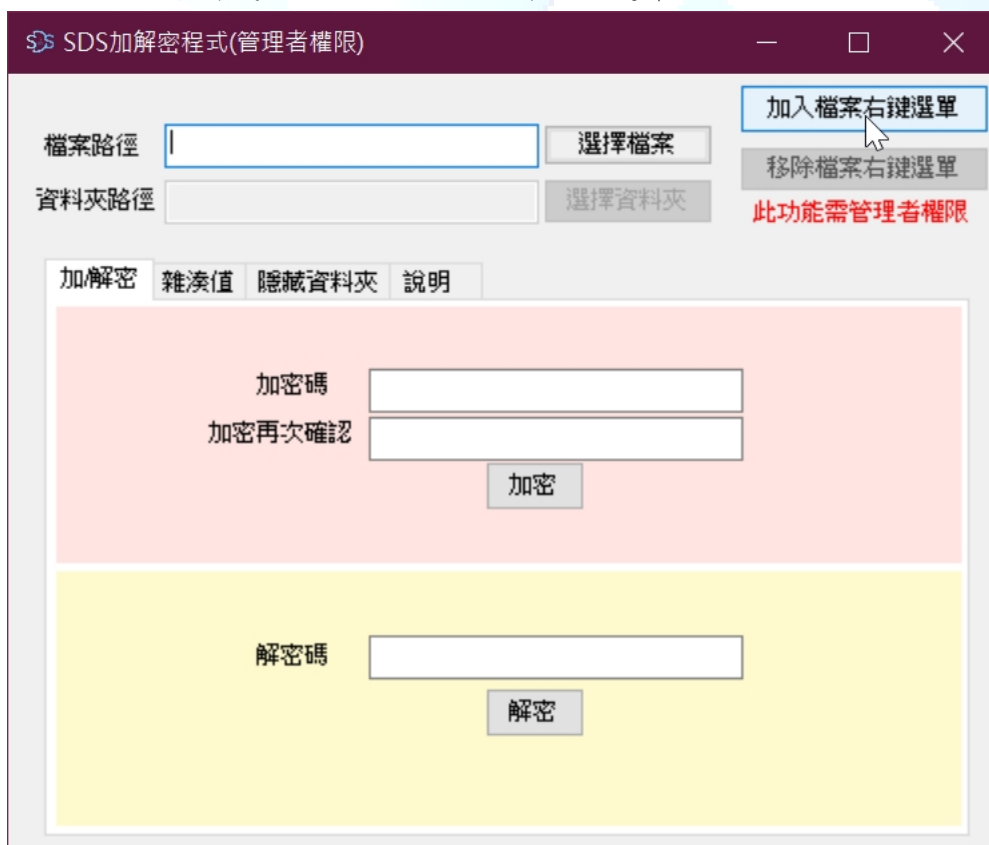 SDS加解密程式(管理者權限)
加入檔案右鍵選單
檔案路徑
選擇檔案
移除檔案右鍵選單
資料夾路徑
選擇資料夾
此功能需管理者權限
加/解密
雜湊值
隱藏資料夾
說明
加密碼
加密再次確認
加密
解密碼
解密